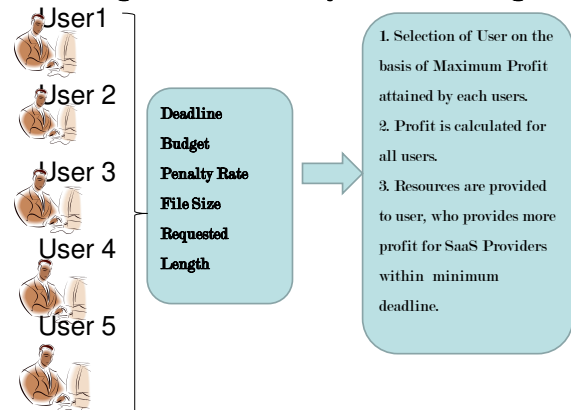 User1
User 2
User 3
User 4
User 5
Deadline
Budget
Penalty Rate
File Size
Requested
Length
1. Selection of User on the
basis of Maximum Profit
attained by each users.
2. Profit is calculated for
all users.
3. Resources are provided
to user, who provides more
profit for SaaS Providers
within minimum
deadline.